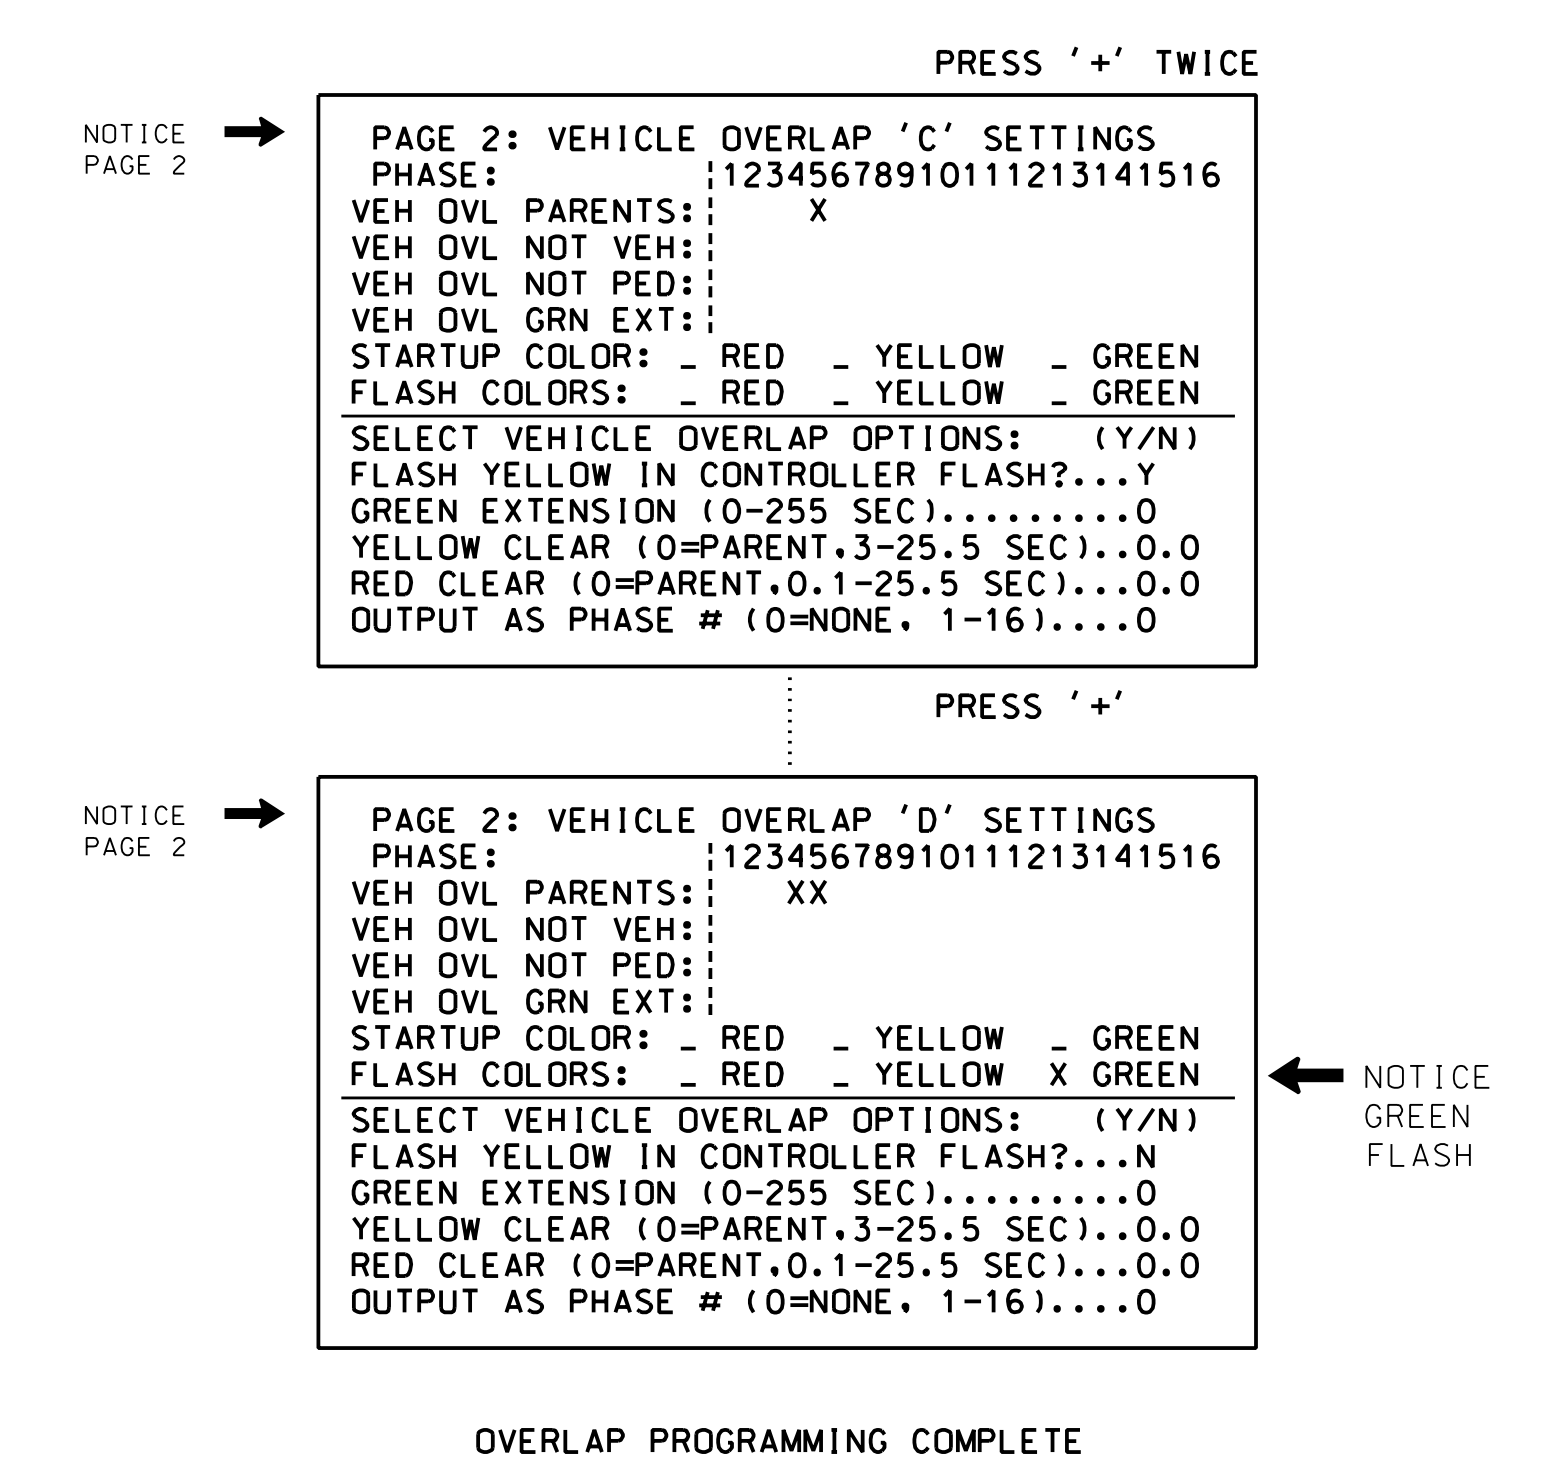 PRESS '+' TWICE
NOTICE
PAGE 2
PAGE 2: VEHICLE OVERLAP 'C' SETTINGS
PHASE: ¦12345678910111213141516
VEH OVL PARENTS:¦ X
VEH OVL NOT VEH:¦
VEH OVL NOT PED:¦
VEH OVL GRN EXT:¦
STARTUP COLOR: _ RED _ YELLOW _ GREEN
FLASH COLORS: _ RED _ YELLOW _ GREEN
SELECT VEHICLE OVERLAP OPTIONS: (Y/N)
FLASH YELLOW IN CONTROLLER FLASH?...Y
GREEN EXTENSION (0-255 SEC).........0
YELLOW CLEAR (0=PARENT,3-25.5 SEC)..0.0
RED CLEAR (0=PARENT,0.1-25.5 SEC)...0.0
OUTPUT AS PHASE # (0=NONE, 1-16)....0
PRESS '+'
NOTICE
PAGE 2
PAGE 2: VEHICLE OVERLAP 'D' SETTINGS
PHASE: ¦12345678910111213141516
VEH OVL PARENTS:¦ XX
VEH OVL NOT VEH:¦
VEH OVL NOT PED:¦
VEH OVL GRN EXT:¦
STARTUP COLOR: _ RED _ YELLOW _ GREEN
FLASH COLORS: _ RED _ YELLOW X GREEN
NOTICE
GREEN
FLASH
SELECT VEHICLE OVERLAP OPTIONS: (Y/N)
FLASH YELLOW IN CONTROLLER FLASH?...N
GREEN EXTENSION (0-255 SEC).........0
YELLOW CLEAR (0=PARENT,3-25.5 SEC)..0.0
RED CLEAR (0=PARENT,0.1-25.5 SEC)...0.0
OUTPUT AS PHASE # (0=NONE, 1-16)....0
OVERLAP PROGRAMMING COMPLETE